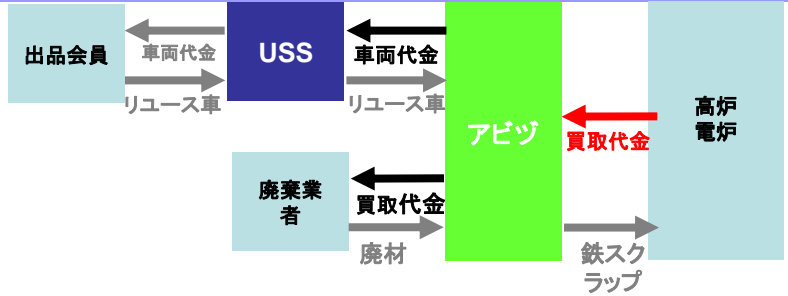 出品会員
車両代金
リユース車
USS
車両代金
リユース車
アビヅ
買取代金
高炉
電炉
廃棄業
者
買取代金
廃材
鉄スク
ラップ